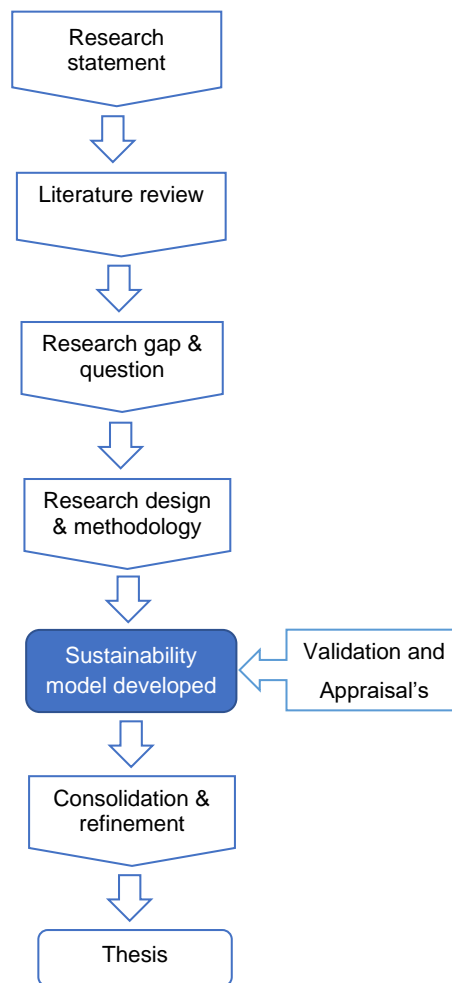 Research
statement
Literature review
Research gap &
question
Research design
& methodology
Sustainability
model developed
Validation and
Appraisal’s
Consolidation &
refinement
Thesis